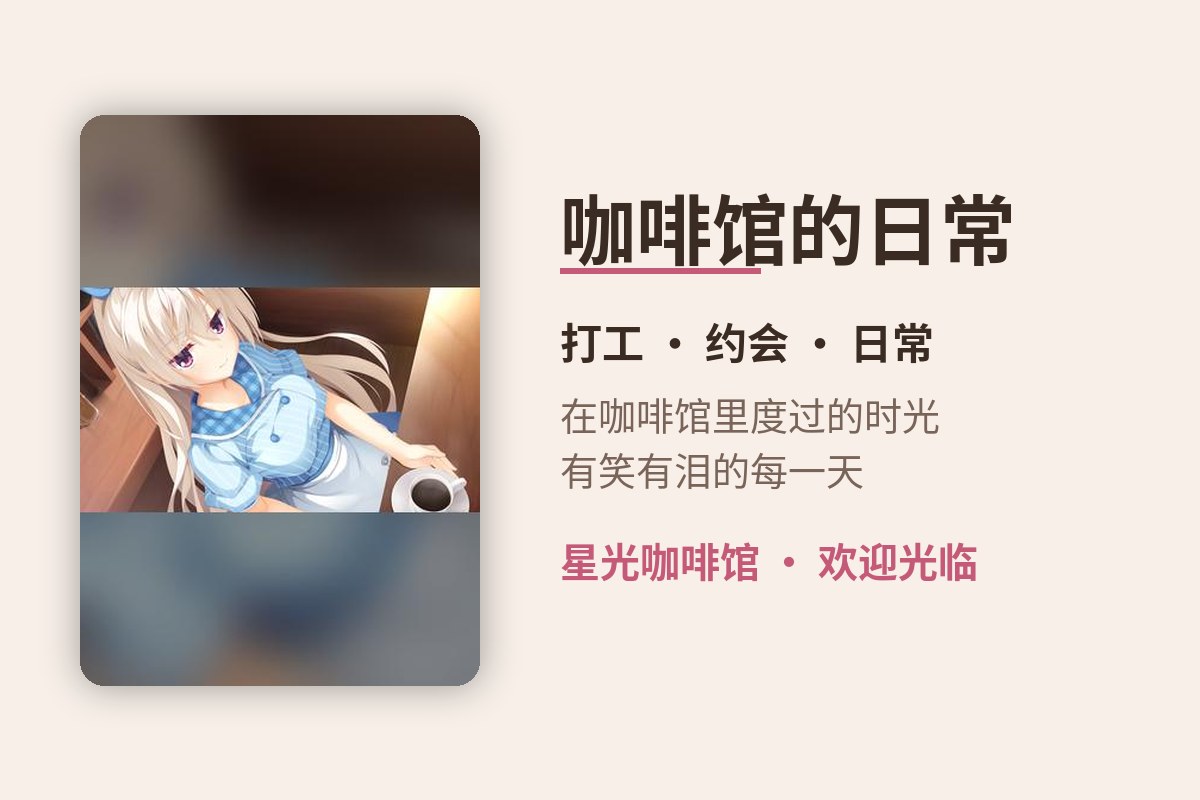 咖啡馆的日常
打工 · 约会 · 日常
在咖啡馆里度过的时光
有笑有泪的每一天
星光咖啡馆 · 欢迎光临